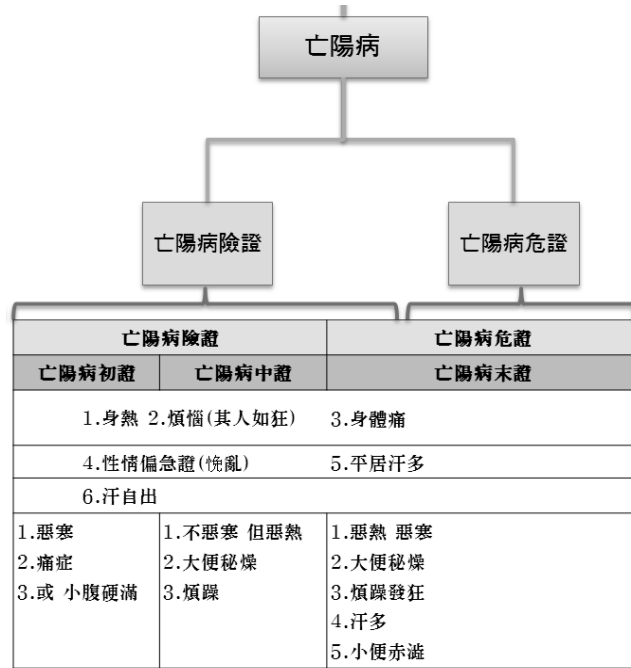 亡陽病
亡陽病險證 亡陽病危證
亡陽病險證 亡陽病危證
亡陽病初證 亡陽病中證 亡陽病末證
1.身熱 2.煩惱(其人如狂) 3.身體痛
4.性情偏急證(悗亂) 5.平居汗多
6.汗自出
1.惡寒 1.不惡寒 但惡熱 1.惡熱 惡寒
2.痛症 2.大便秘燥 2.大便秘燥
3.或 小腹硬滿 3.煩躁 3.煩躁發狂
4.汗多
5.小便赤澁